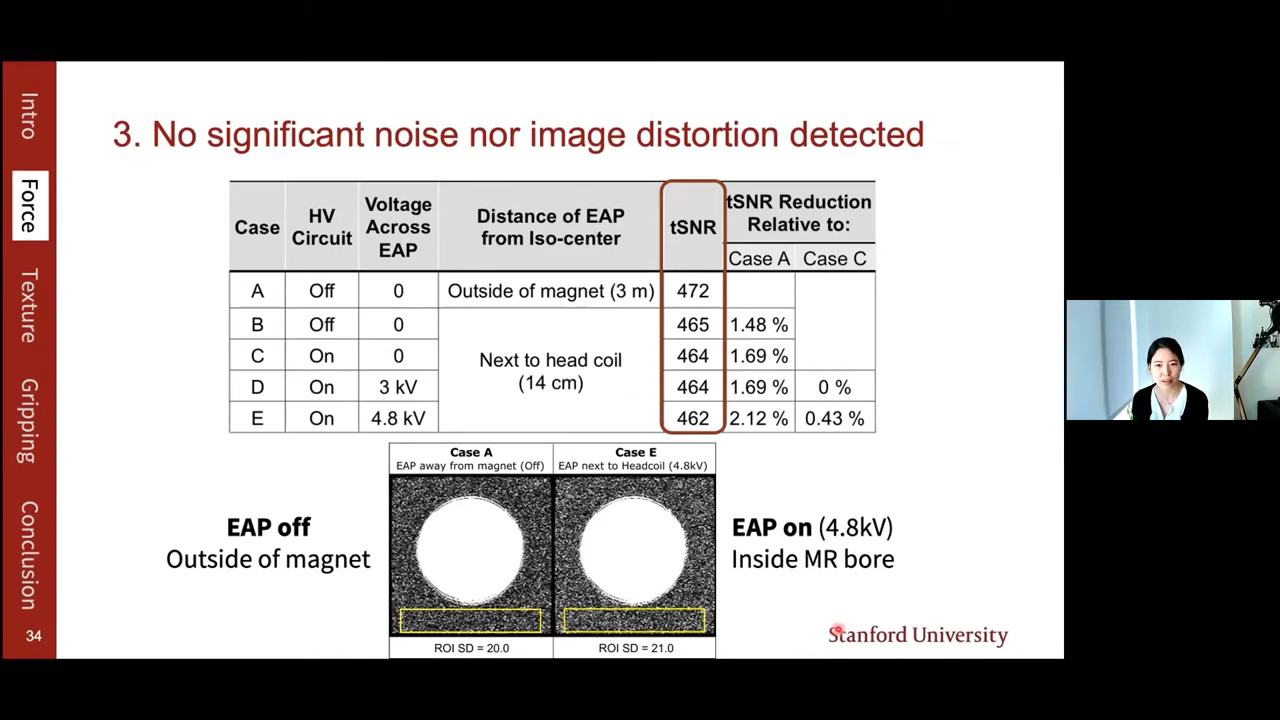 Intro
Force
Texture
Gripping
Conclusion
34
3. No significant noise nor image distortion detected
Case
HV
Circuit
Voltage
Across
EAP
Distance of EAP
from Iso-center
tSNR
tSNR Reduction
Relative to:
Case A
Case C
A Off 0 Outside of magnet (3 m) 472
B Off 0 465 1.48 %
C On 0 464 1.69 %
Next to head coil
(14 cm)
D On 3 kV 464 1.69 % 0 %
E On 4.8 kV 462 2.12 % 0.43 %
Case A
EAP away from magnet (Off)
Case E
EAP next to Headcoil (4.8kV)
EAP off
Outside of magnet
EAP on (4.8kV)
Inside MR bore
ROI SD = 20.0
ROI SD = 21.0
Stanford University